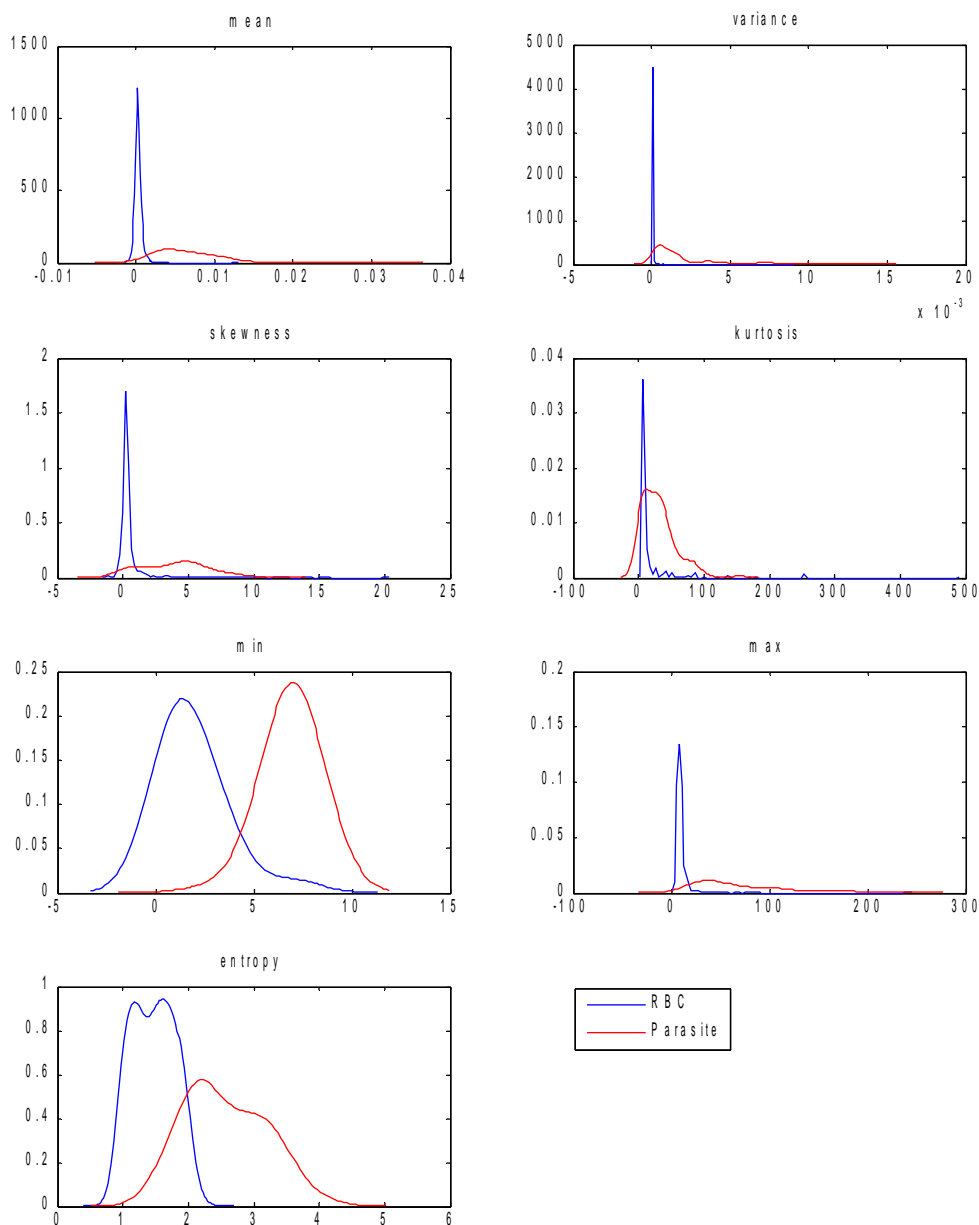 mean
1500
1000
500
0
-0.01 0 0.01 0.02 0.03 0.04
variance
5000
4000
3000
2000
1000
0
-5 0 5 10 15 20
x 10^-3
skewness
2
1.5
1
0.5
0
-5 0 5 10 15 20 25
kurtosis
0.04
0.03
0.02
0.01
0
-100 0 100 200 300 400 500
min
0.25
0.2
0.15
0.1
0.05
0
-5 0 5 10 15
max
0.2
0.15
0.1
0.05
0
-100 0 100 200 300
entropy
1
0.8
0.6
0.4
0.2
0
0 1 2 3 4 5 6
RBC
Parasite